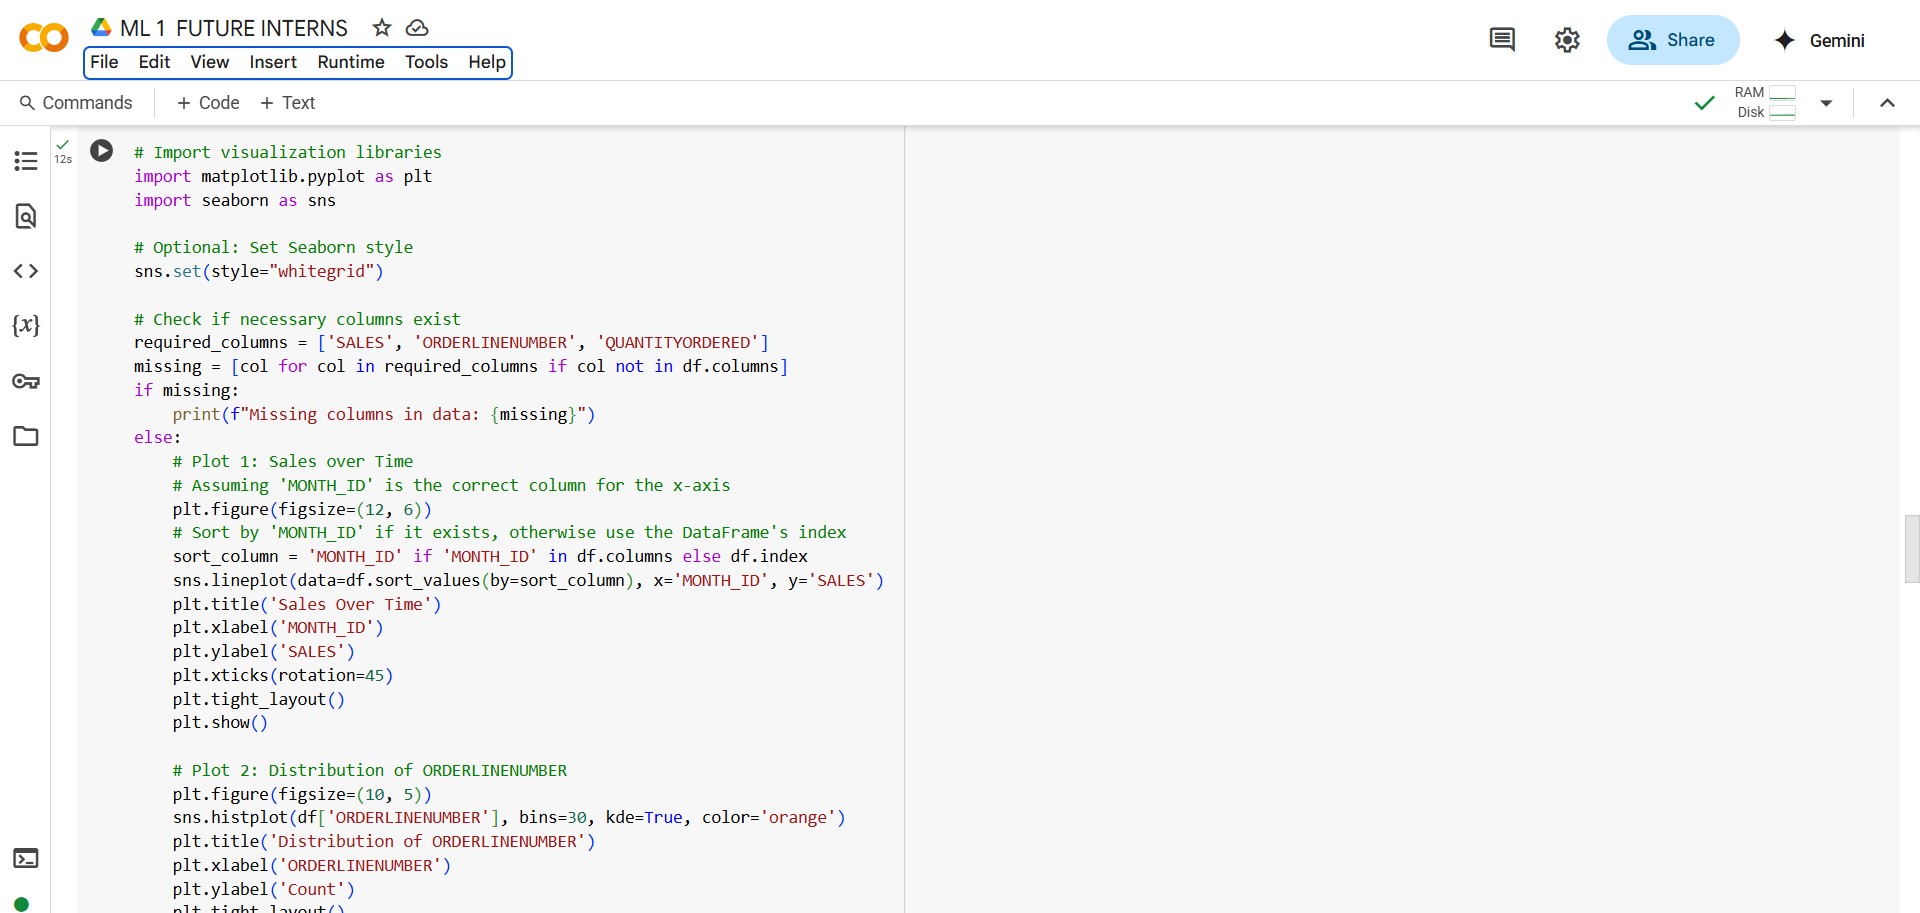 ML 1 FUTURE INTERNS
File Edit View Insert Runtime Tools Help
Share
Gemini
Commands + Code + Text
RAM
Disk
12s
# Import visualization libraries
import matplotlib.pyplot as plt
import seaborn as sns
# Optional: Set Seaborn style
sns.set(style="whitegrid")
# Check if necessary columns exist
required_columns = ['SALES', 'ORDERLINENUMBER', 'QUANTITYORDERED']
missing = [col for col in required_columns if col not in df.columns]
if missing:
    print(f"Missing columns in data: {missing}")
else:
    # Plot 1: Sales over Time
    # Assuming 'MONTH_ID' is the correct column for the x-axis
    plt.figure(figsize=(12, 6))
    # Sort by 'MONTH_ID' if it exists, otherwise use the DataFrame's index
    sort_column = 'MONTH_ID' if 'MONTH_ID' in df.columns else df.index
    sns.lineplot(data=df.sort_values(by=sort_column), x='MONTH_ID', y='SALES')
    plt.title('Sales Over Time')
    plt.xlabel('MONTH_ID')
    plt.ylabel('SALES')
    plt.xticks(rotation=45)
    plt.tight_layout()
    plt.show()
    # Plot 2: Distribution of ORDERLINENUMBER
    plt.figure(figsize=(10, 5))
    sns.histplot(df['ORDERLINENUMBER'], bins=30, kde=True, color='orange')
    plt.title('Distribution of ORDERLINENUMBER')
    plt.xlabel('ORDERLINENUMBER')
    plt.ylabel('Count')
    plt.tight_layout()